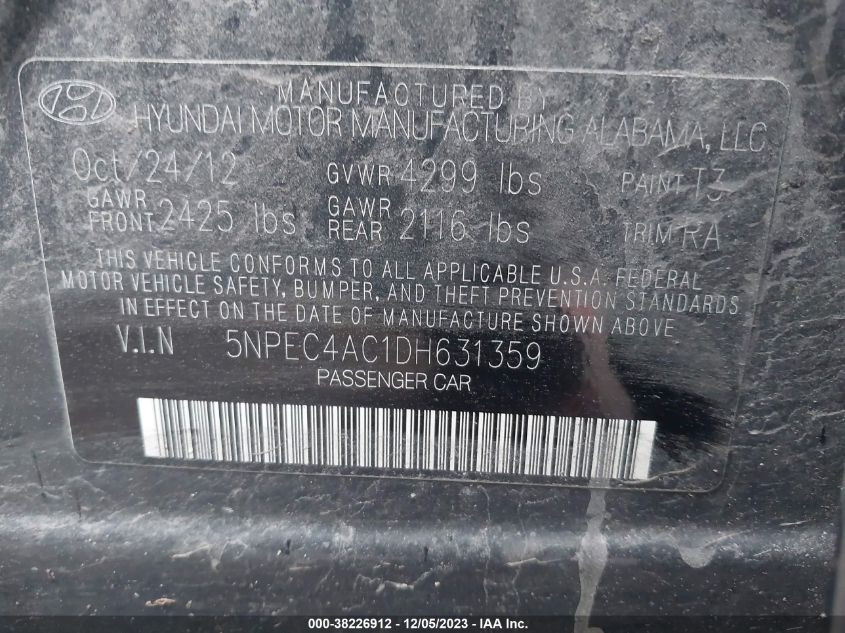 MANUFACTURED BY
HYUNDAI MOTOR MANUFACTURING ALABAMA, LLC
Oct/24/12 GVWR 4299 lbs PAINT T3
GAWR FRONT 2425 lbs GAWR REAR 2116 lbs TRIM RA
THIS VEHICLE CONFORMS TO ALL APPLICABLE U.S.A. FEDERAL
MOTOR VEHICLE SAFETY, BUMPER, AND THEFT PREVENTION STANDARDS
IN EFFECT ON THE DATE OF MANUFACTURE SHOWN ABOVE
V.I.N 5NPEC4AC1DH631359
PASSENGER CAR
000-38226912 - 12/05/2023 - IAA Inc.